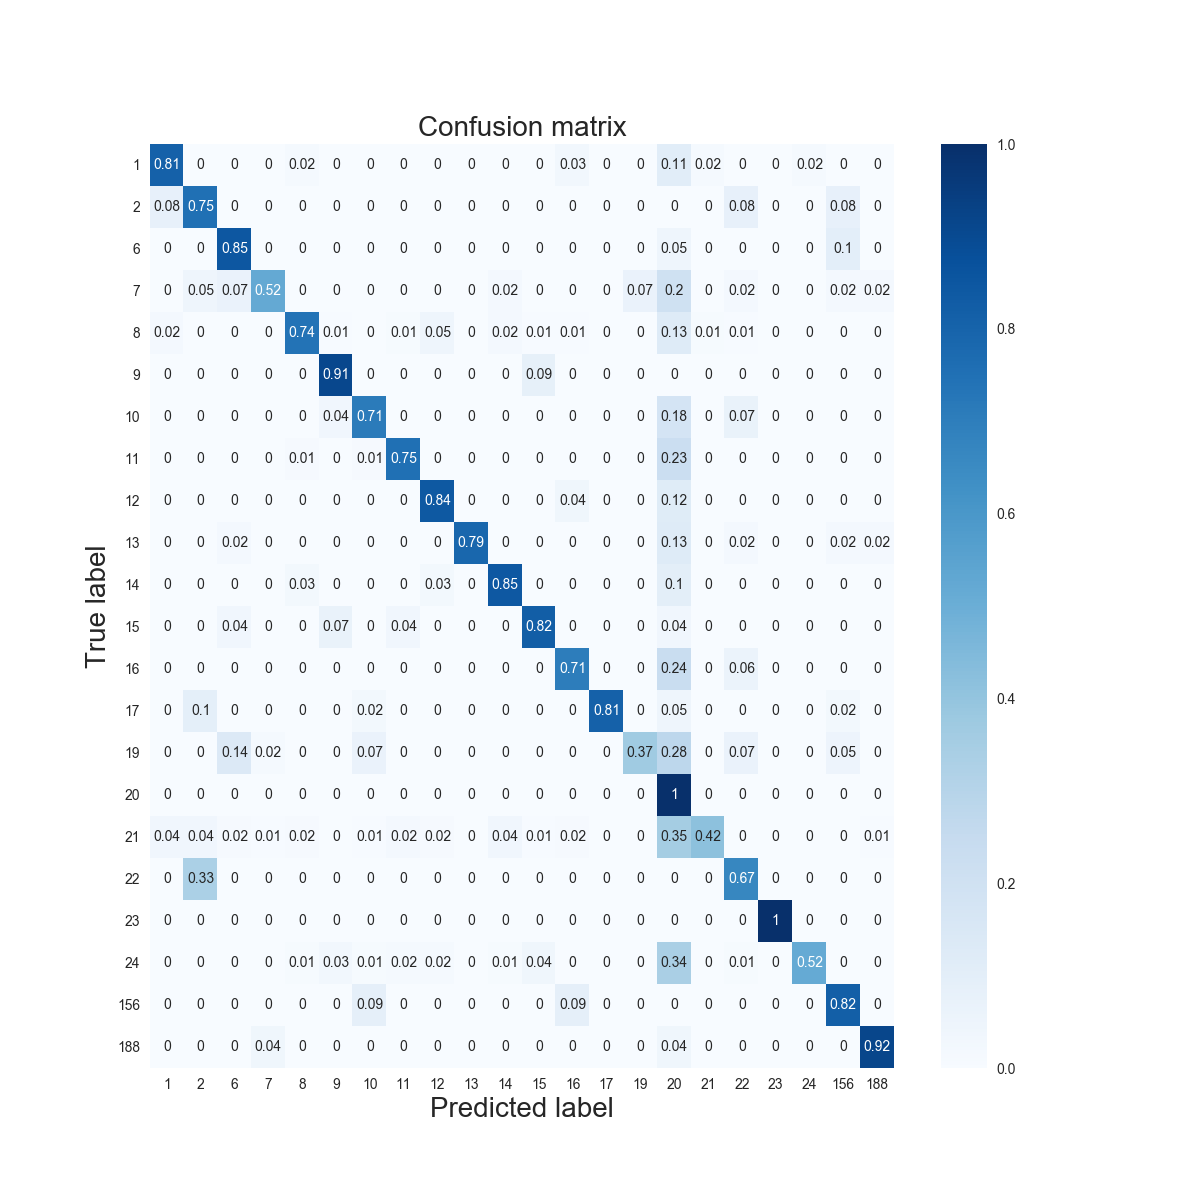 Confusion matrix
1 0.81 0 0 0 0.02 0 0 0 0 0 0 0 0.03 0 0 0.11 0.02 0 0 0.02 0 0
2 0.08 0.75 0 0 0 0 0 0 0 0 0 0 0 0 0 0 0 0.08 0 0 0.08 0
6 0 0 0.85 0 0 0 0 0 0 0 0 0 0 0 0 0.05 0 0 0 0 0.1 0
7 0 0.05 0.07 0.52 0 0 0 0 0 0 0.02 0 0 0 0.07 0.2 0 0.02 0 0 0.02 0.02
8 0.02 0 0 0 0.74 0.01 0 0.01 0.05 0 0.02 0.01 0.01 0 0 0.13 0.01 0.01 0 0 0 0
9 0 0 0 0 0 0.91 0 0 0 0 0 0.09 0 0 0 0 0 0 0 0 0 0
10 0 0 0 0 0 0.04 0.71 0 0 0 0 0 0 0 0 0.18 0 0.07 0 0 0 0
11 0 0 0 0 0.01 0 0.01 0.75 0 0 0 0 0 0 0 0.23 0 0 0 0 0 0
12 0 0 0 0 0 0 0 0 0.84 0 0 0 0.04 0 0 0.12 0 0 0 0 0 0
13 0 0 0.02 0 0 0 0 0 0 0.79 0 0 0 0 0 0.13 0 0.02 0 0 0.02 0.02
14 0 0 0 0 0.03 0 0 0 0.03 0 0.85 0 0 0 0 0.1 0 0 0 0 0 0
15 0 0 0.04 0 0 0.07 0 0.04 0 0 0 0.82 0 0 0 0.04 0 0 0 0 0 0
16 0 0 0 0 0 0 0 0 0 0 0 0 0.71 0 0 0.24 0 0.06 0 0 0 0
17 0 0.1 0 0 0 0 0.02 0 0 0 0 0 0 0.81 0 0.05 0 0 0 0 0.02 0
19 0 0 0.14 0.02 0 0 0.07 0 0 0 0 0 0 0 0.37 0.28 0 0.07 0 0 0.05 0
20 0 0 0 0 0 0 0 0 0 0 0 0 0 0 0 1 0 0 0 0 0 0
21 0.04 0.04 0.02 0.01 0.02 0 0.01 0.02 0.02 0 0.04 0.01 0.02 0 0 0.35 0.42 0 0 0 0 0.01
22 0 0.33 0 0 0 0 0 0 0 0 0 0 0 0 0 0 0 0.67 0 0 0 0
23 0 0 0 0 0 0 0 0 0 0 0 0 0 0 0 0 0 0 1 0 0 0
24 0 0 0 0 0.01 0.03 0.01 0.02 0.02 0 0.01 0.04 0 0 0 0.34 0 0.01 0 0.52 0 0
156 0 0 0 0 0 0 0.09 0 0 0 0 0 0.09 0 0 0 0 0 0 0 0.82 0
188 0 0 0 0.04 0 0 0 0 0 0 0 0 0 0 0 0.04 0 0 0 0 0 0.92
1 2 6 7 8 9 10 11 12 13 14 15 16 17 19 20 21 22 23 24 156 188
Predicted label
True label
1.0
0.8
0.6
0.4
0.2
0.0